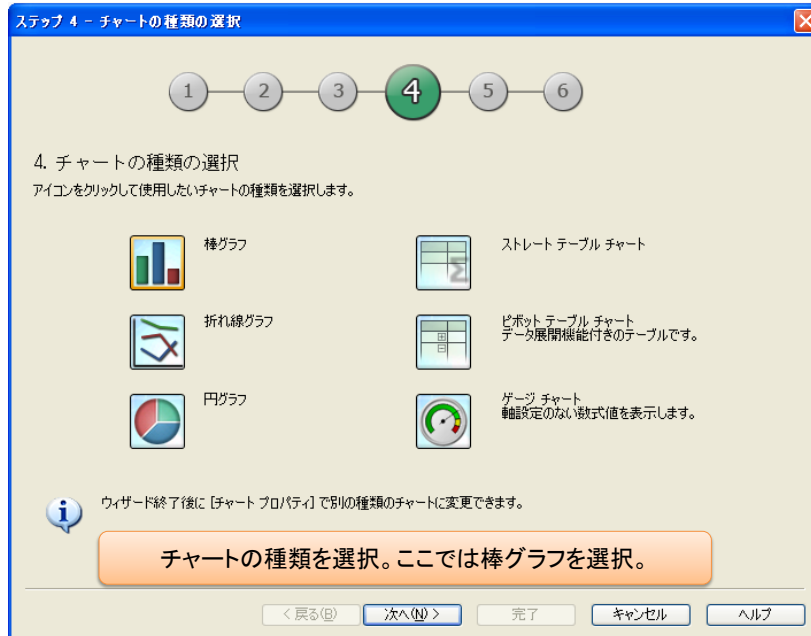 ステップ 4 - チャートの種類の選択
1
2
3
4
5
6
4. チャートの種類の選択
アイコンをクリックして使用したいチャートの種類を選択します。
棒グラフ
ストレート テーブル チャート
折れ線グラフ
ピボット テーブル チャート
データ展開機能付きのテーブルです。
円グラフ
ゲージ チャート
軸設定のない数式値を表示します。
ウィザード終了後に [チャート プロパティ] で別の種類のチャートに変更できます。
チャートの種類を選択。ここでは棒グラフを選択。
< 戻る(B)
次へ(N) >
完了
キャンセル
ヘルプ